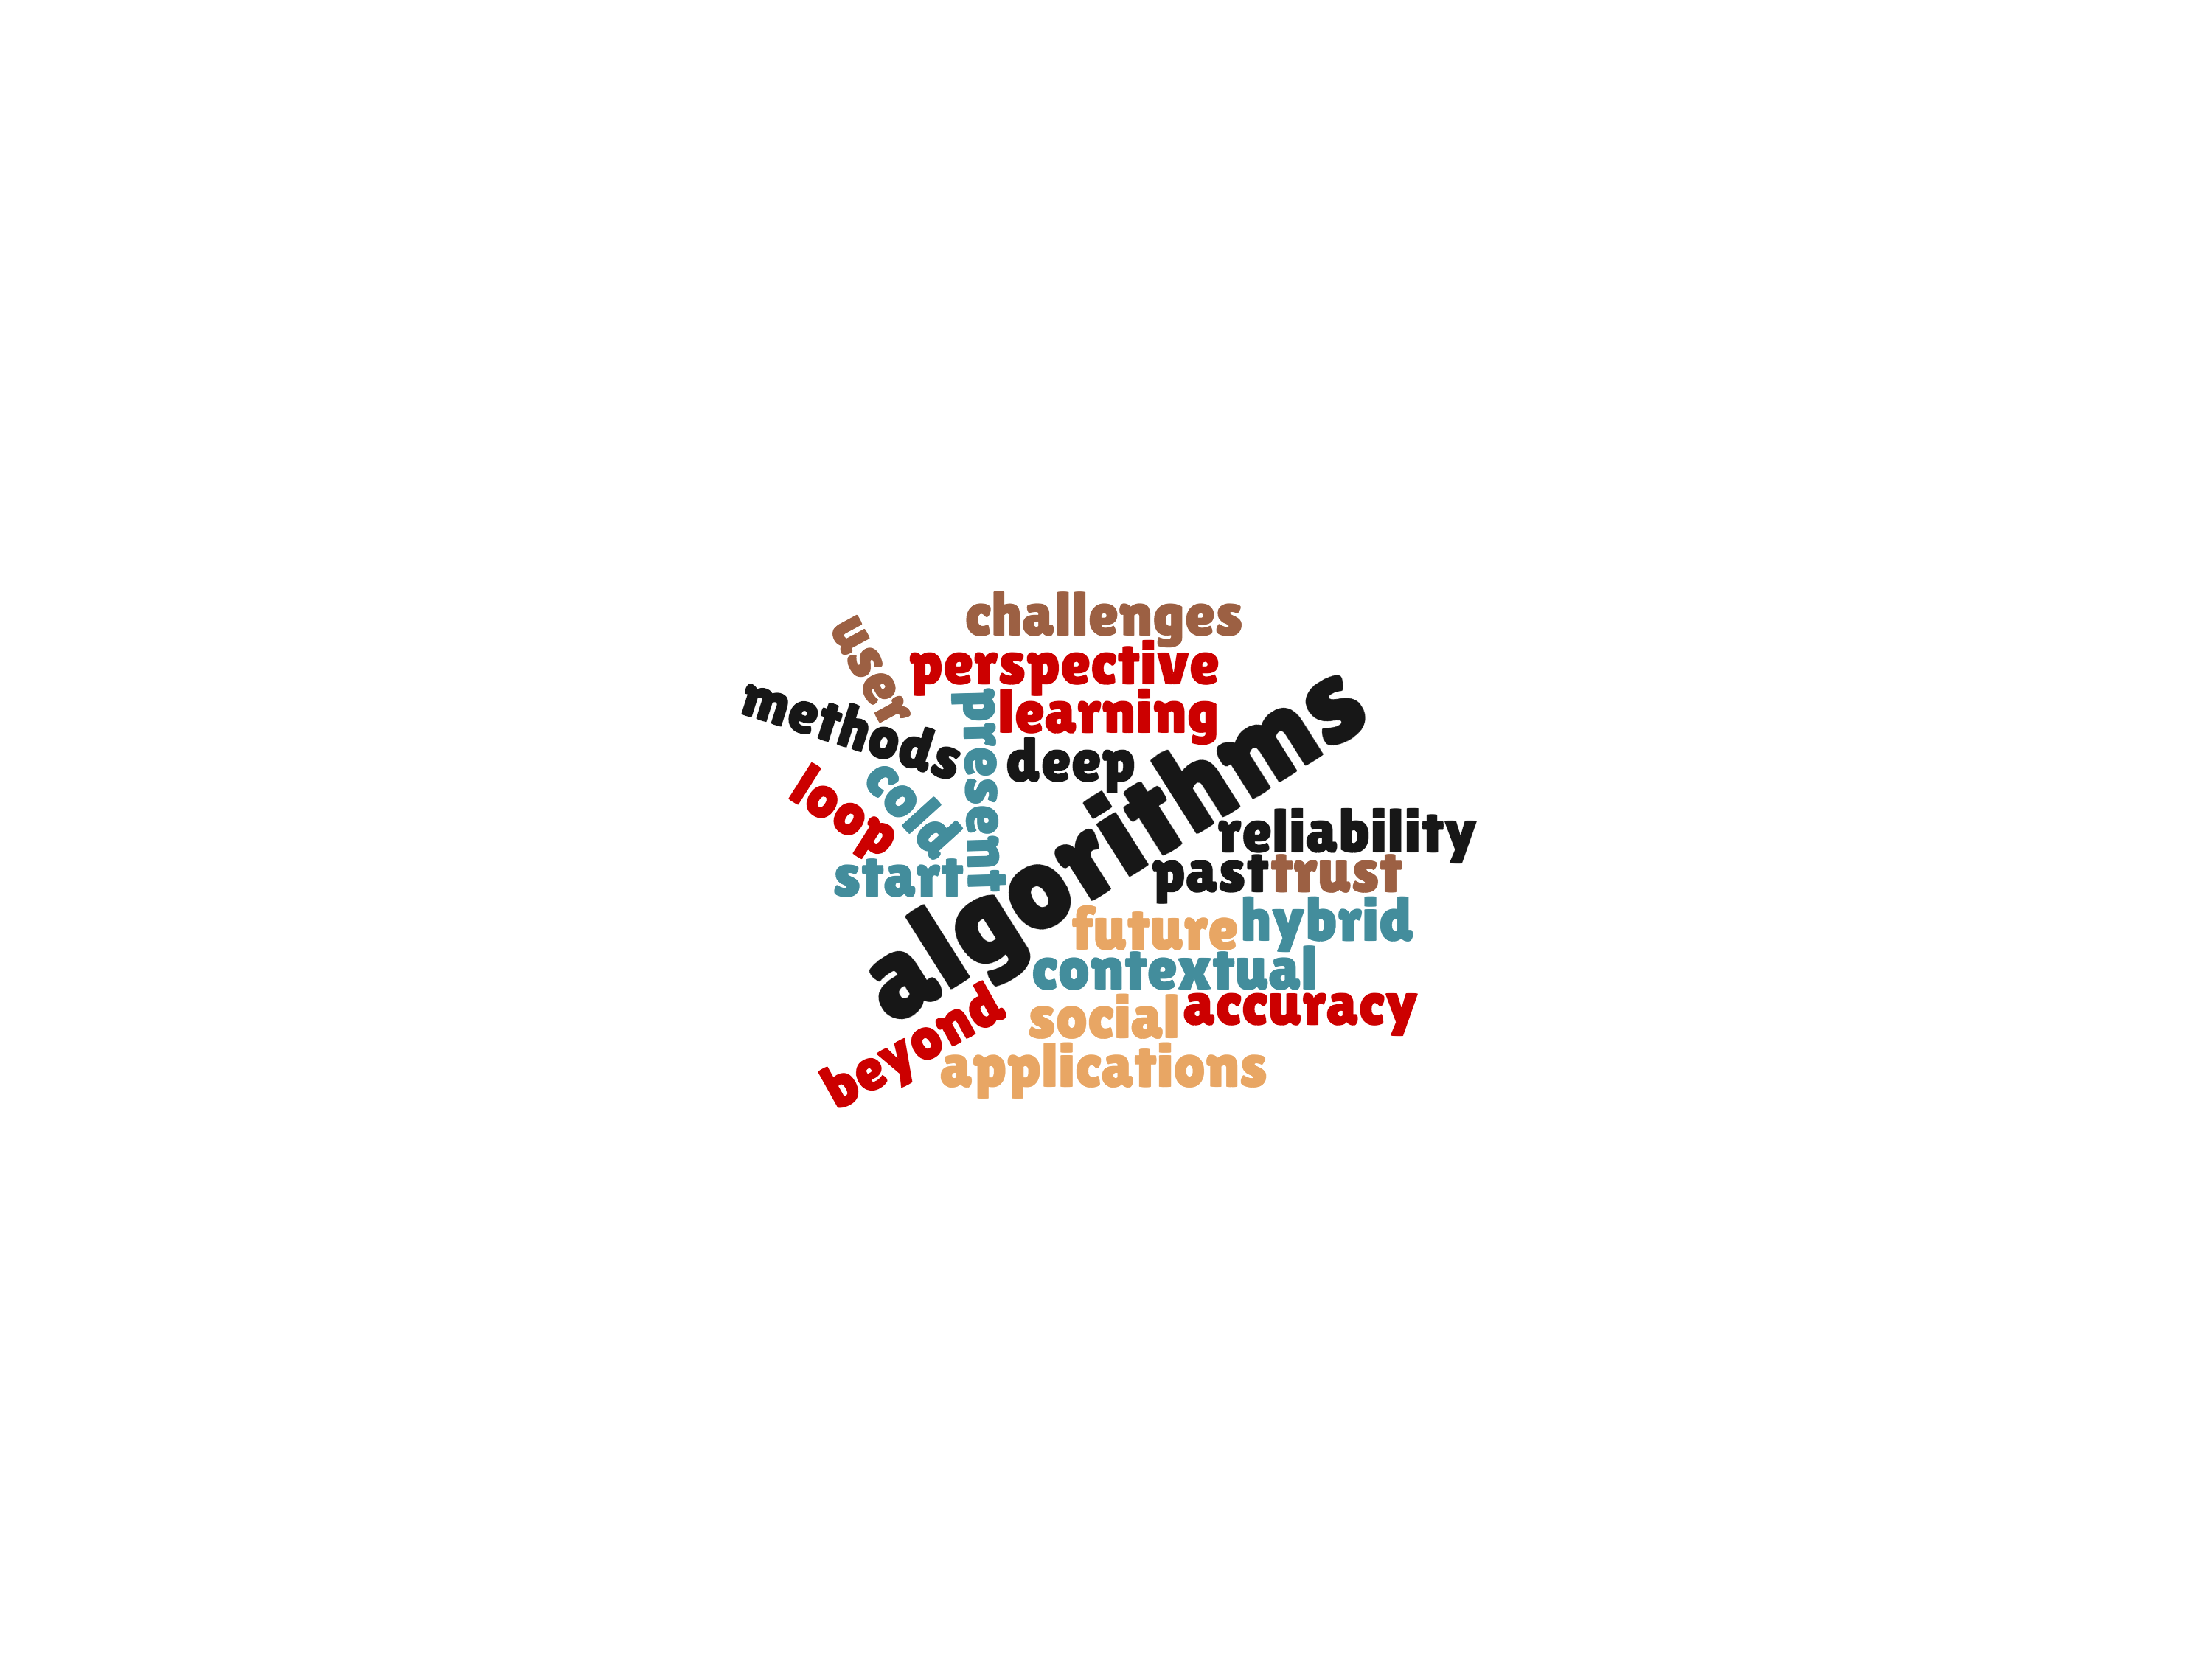 challenges
user
perspective
methods
learning
present
deep
algorithms
loop
cold
reliability
start
past
trust
future
hybrid
contextual
social
accuracy
beyond
applications